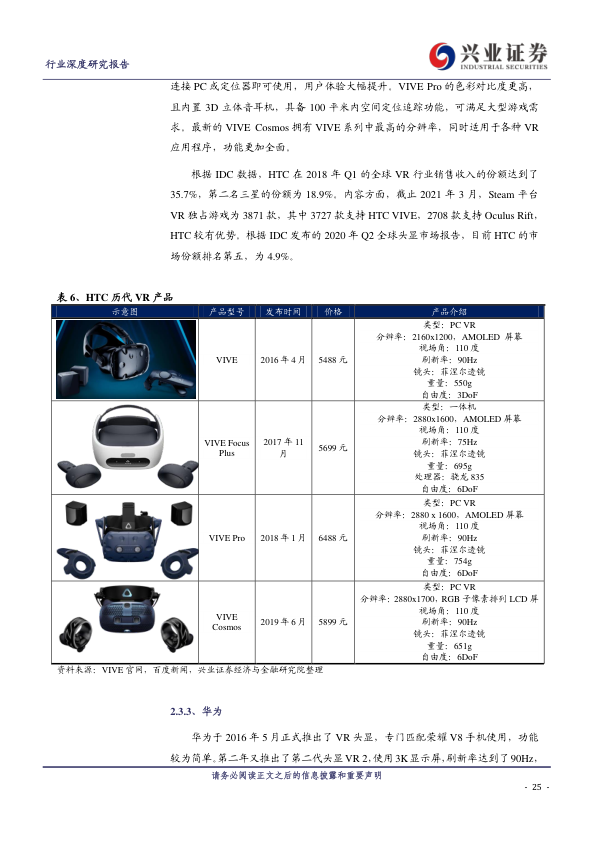 行业深度研究报告
兴业证券
INDUSTRIAL SECURITIES
连接 PC 或定位器即可使用，用户体验大幅提升。VIVE Pro 的色彩对比度更高，
且内置 3D 立体音耳机，具备 100 平米内空间定位追踪功能，可满足大型游戏需
求。最新的 VIVE Cosmos 拥有 VIVE 系列中最高的分辨率，同时适用于各种 VR
应用程序，功能更加全面。
根据 IDC 数据，HTC 在 2018 年 Q1 的全球 VR 行业销售收入的份额达到了
35.7%，第二名三星的份额为 18.9%。内容方面，截止 2021 年 3 月，Steam 平台
VR 独占游戏为 3871 款，其中 3727 款支持 HTC VIVE，2708 款支持 Oculus Rift，
HTC 较有优势。根据 IDC 发布的 2020 年 Q2 全球头显市场报告，目前 HTC 的市
场份额排名第五，为 4.9%。
表 6、HTC 历代 VR 产品
示意图 产品型号 发布时间 价格 产品介绍
VIVE 2016 年 4 月 5488 元
类型：PC VR
分辨率：2160x1200，AMOLED 屏幕
视场角：110 度
刷新率：90Hz
镜头：菲涅尔透镜
重量：550g
自由度：3DoF
VIVE Focus
Plus
2017 年 11
月
5699 元
类型：一体机
分辨率：2880x1600，AMOLED 屏幕
视场角：110 度
刷新率：75Hz
镜头：菲涅尔透镜
重量：695g
处理器：骁龙 835
自由度：6DoF
VIVE Pro 2018 年 1 月 6488 元
类型：PC VR
分辨率：2880 x 1600，AMOLED 屏幕
视场角：110 度
刷新率：90Hz
镜头：菲涅尔透镜
重量：754g
自由度：6DoF
VIVE
Cosmos
2019 年 6 月 5899 元
类型：PC VR
分辨率：2880x1700，RGB 子像素排列 LCD 屏
视场角：110 度
刷新率：90Hz
镜头：菲涅尔透镜
重量：651g
自由度：6DoF
资料来源：VIVE 官网，百度新闻，兴业证券经济与金融研究院整理
2.3.3、华为
华为于 2016 年 5 月正式推出了 VR 头显，专门匹配荣耀 V8 手机使用，功能
较为简单。第二年又推出了第二代头显 VR 2，使用 3K 显示屏，刷新率达到了 90Hz，
请务必阅读正文之后的信息披露和重要声明
- 25 -